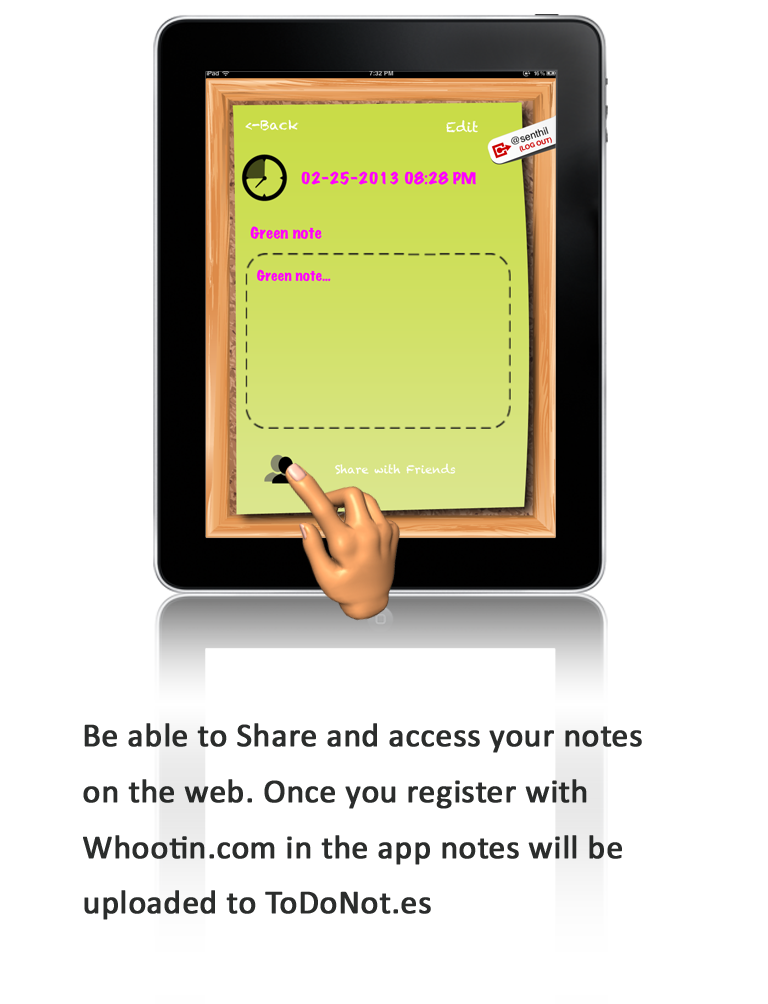 iPad 7:32 PM 16%
<-Back Edit
@senthil
(LOG OUT)
02-25-2013 08:28 PM
Green note
Green note...
Share with Friends
Be able to Share and access your notes
on the web. Once you register with
Whootin.com in the app notes will be
uploaded to ToDoNot.es